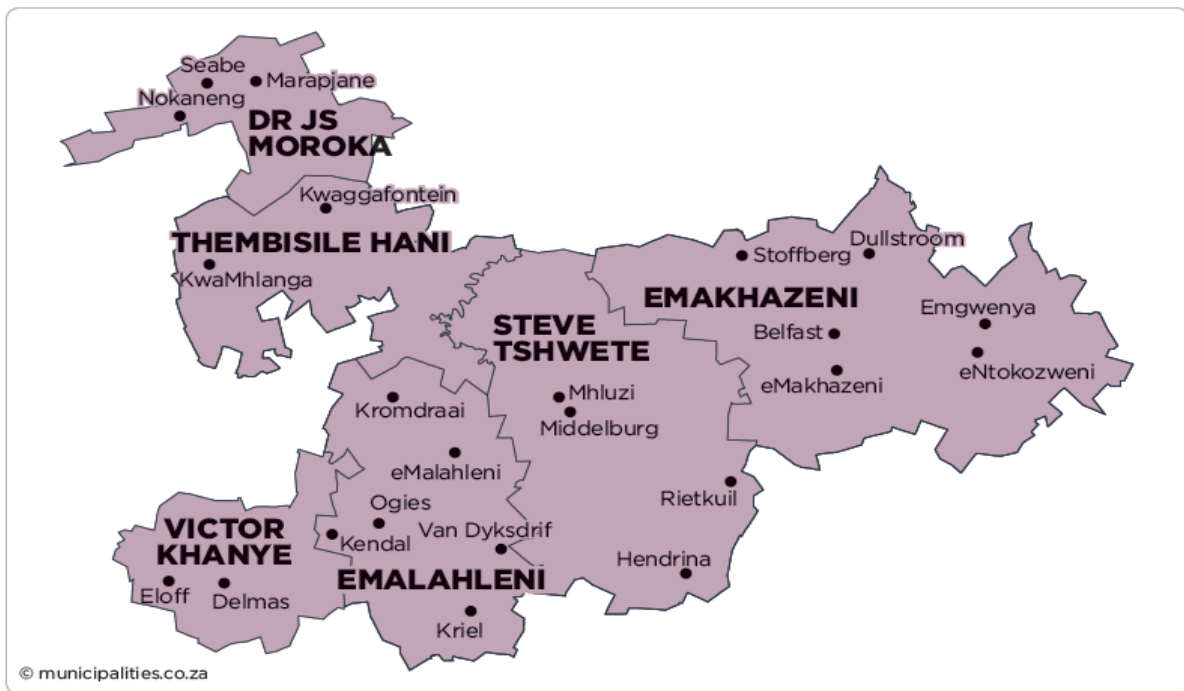 Seabe
Marapjane
Nokaneng
DR JS
MOROKA
Kwaggafontein
THEMBISILE HANI
KwaMhlanga
Stoffberg
Dullstroom
EMAKHAZENI
Emgwenya
Belfast
eNtokozweni
eMakhazeni
STEVE
TSHWETE
Mhluzi
Middelburg
Kromdraai
eMalahleni
Rietkuil
Ogies
Van Dyksdrif
Kendal
VICTOR
KHANYE
Hendrina
EMALAHLENI
Eloff
Delmas
Kriel
© municipalities.co.za